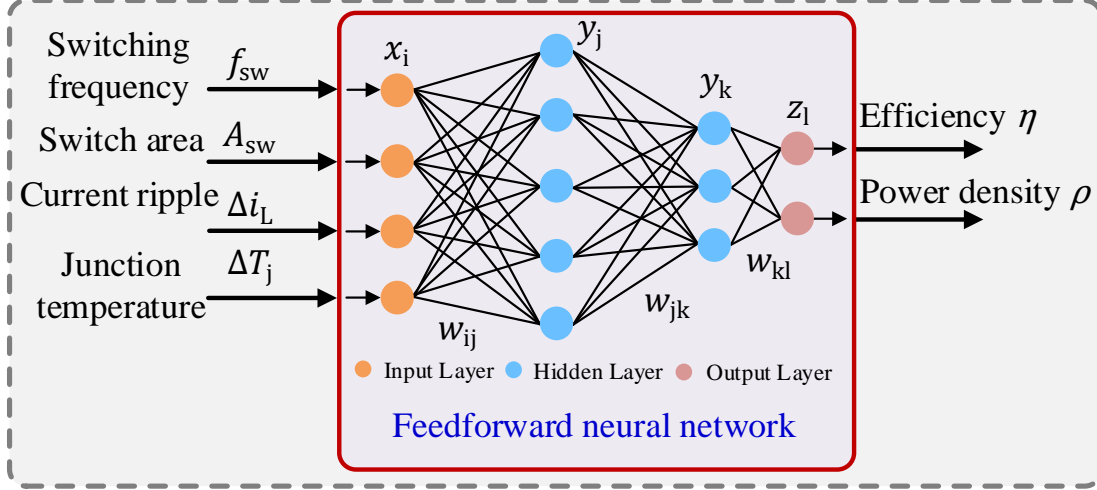 Switching
frequency
f_sw
Switch area
A_sw
Current ripple
Δi_L
Junction
temperature
ΔT_j
x_i
y_j
y_k
z_l
w_ij
w_jk
w_kl
Input Layer
Hidden Layer
Output Layer
Feedforward neural network
Efficiency η
Power density ρ